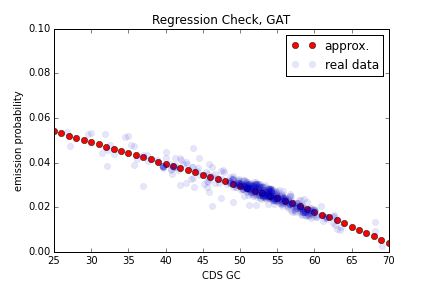 Regression Check, GAT
0.10
0.08
0.06
0.04
0.02
0.00
emission probability
approx.
real data
25 30 35 40 45 50 55 60 65 70
CDS GC